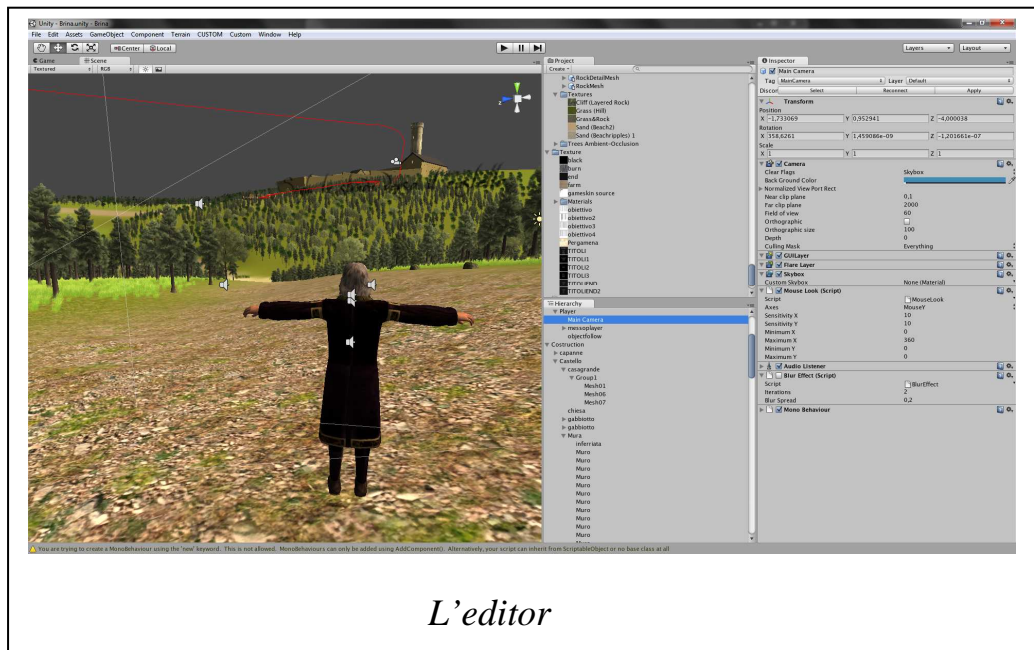 Unity - Brina.unity - Brina
File Edit Assets GameObject Component Terrain CUSTOM Custom Window Help
Center Local Layers Layout
Game Scene
Textured RGB
Project
Create
RockDetailMesh
RockMesh
Textures
Cliff (Layered Rock)
Grass (Hill)
Grass&Rock
Sand (Beach2)
Sand (Beachripples) 1
Trees Ambient-Occlusion
Texture
black
burn
end
farm
gameskin source
Materials
obiettivo
obiettivo2
obiettivo3
obiettivo4
Pergamena
TITOLI
TITOLI1
TITOLI2
TITOLI3
TITOLIEND
TITOLIEND2
Hierarchy
Player
Main Camera
messoplayer
objectfollow
Costruction
capanne
Castello
casagrande
Group1
Mesh01
Mesh06
Mesh07
chiesa
gabbiotto
gabbiotto
Mura
inferriata
Muro
Muro
Muro
Muro
Muro
Muro
Muro
Muro
Muro
Muro
Muro
Inspector
Main Camera
Tag MainCamera Layer Default
Discor Select Reconnect Apply
Transform
Position
X -1,733069 Y 0,952941 Z -4,000038
Rotation
X 358,6261 Y 1,459086e-09 Z -1,201661e-07
Scale
X 1 Y 1 Z 1
Camera
Clear Flags Skybox
Back Ground Color
Normalized View Port Rect
Near clip plane 0,1
Far clip plane 2000
Field of view 60
Orthographic
Orthographic size 100
Depth 0
Culling Mask Everything
GUILayer
Flare Layer
Skybox
Custom Skybox None (Material)
Mouse Look (Script)
Script MouseLook
Axes MouseY
Sensitivity X 10
Sensitivity Y 10
Minimum X 0
Maximum X 360
Minimum Y 0
Maximum Y 0
Audio Listener
Blur Effect (Script)
Script BlurEffect
Iterations 2
Blur Spread 0,2
Mono Behaviour
You are trying to create a MonoBehaviour using the 'new' keyword. This is not allowed. MonoBehaviours can only be added using AddComponent(). Alternatively, your script can inherit from ScriptableObject or no base class at all
L'editor